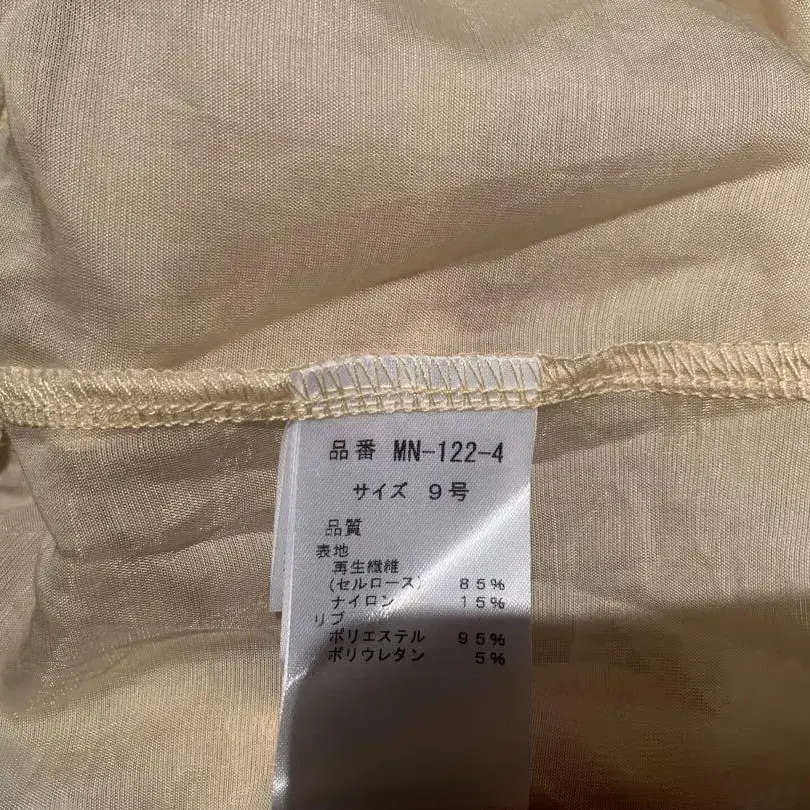 品番 MN-122-4
サイズ 9号
品質
表地
再生繊維
(セルロース) 85%
ナイロン 15%
リブ
ポリエステル 95%
ポリウレタン 5%